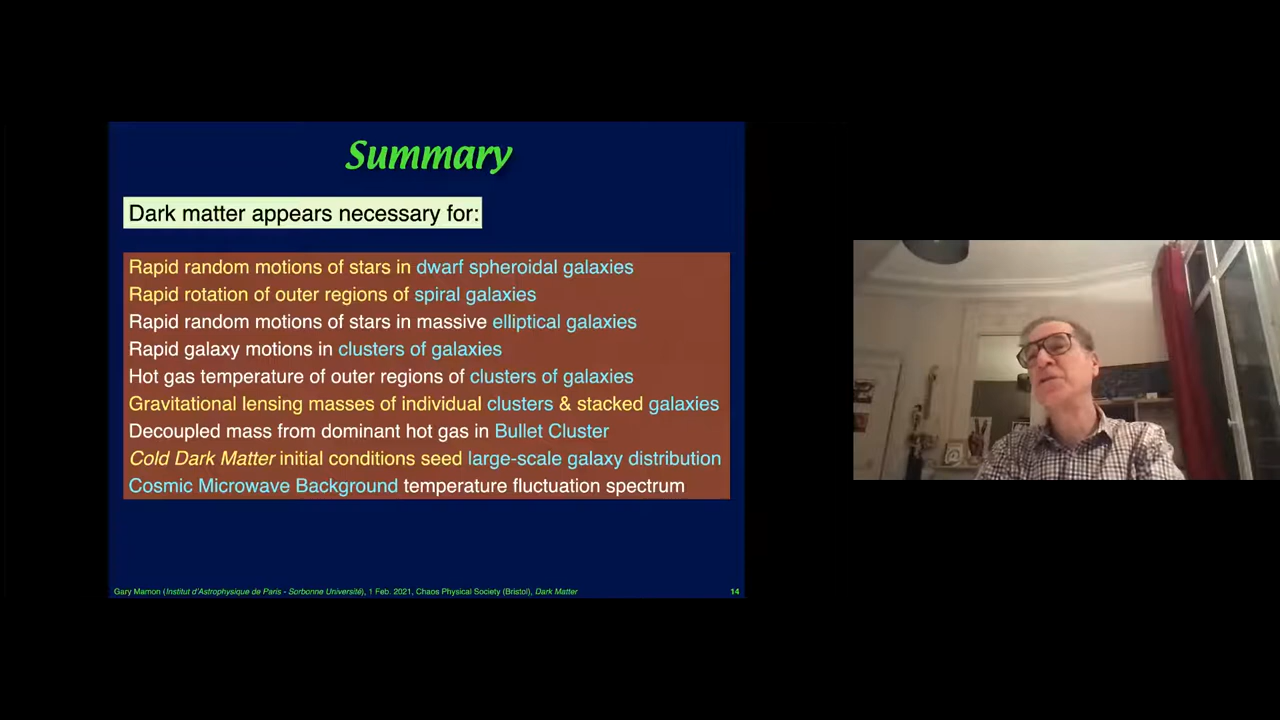 Summary
Dark matter appears necessary for:
Rapid random motions of stars in dwarf spheroidal galaxies
Rapid rotation of outer regions of spiral galaxies
Rapid random motions of stars in massive elliptical galaxies
Rapid galaxy motions in clusters of galaxies
Hot gas temperature of outer regions of clusters of galaxies
Gravitational lensing masses of individual clusters & stacked galaxies
Decoupled mass from dominant hot gas in Bullet Cluster
Cold Dark Matter initial conditions seed large-scale galaxy distribution
Cosmic Microwave Background temperature fluctuation spectrum
Gary Mamon (Institut d'Astrophysique de Paris - Sorbonne Université), 1 Feb. 2021, Chaos Physical Society (Bristol), Dark Matter 14